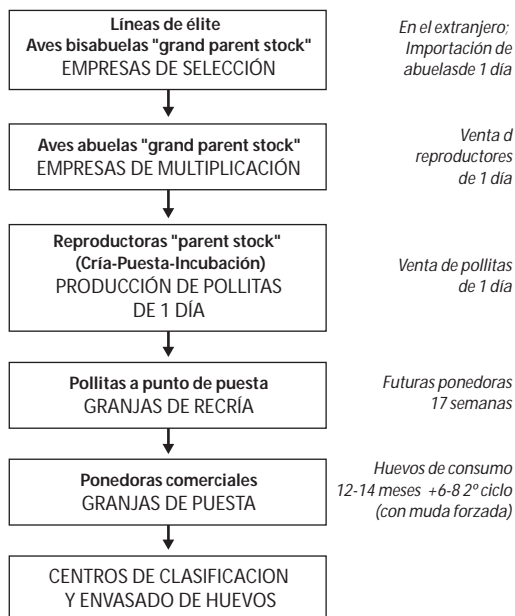 Líneas de élite
Aves bisabuelas "grand parent stock"
EMPRESAS DE SELECCIÓN
En el extranjero;
Importación de
abuelasde 1 día
Aves abuelas "grand parent stock"
EMPRESAS DE MULTIPLICACIÓN
Venta d
reproductores
de 1 día
Reproductoras "parent stock"
(Cría-Puesta-Incubación)
PRODUCCIÓN DE POLLITAS
DE 1 DÍA
Venta de pollitas
de 1 día
Pollitas a punto de puesta
GRANJAS DE RECRÍA
Futuras ponedoras
17 semanas
Ponedoras comerciales
GRANJAS DE PUESTA
Huevos de consumo
12-14 meses +6-8 2º ciclo
(con muda forzada)
CENTROS DE CLASIFICACION
Y ENVASADO DE HUEVOS